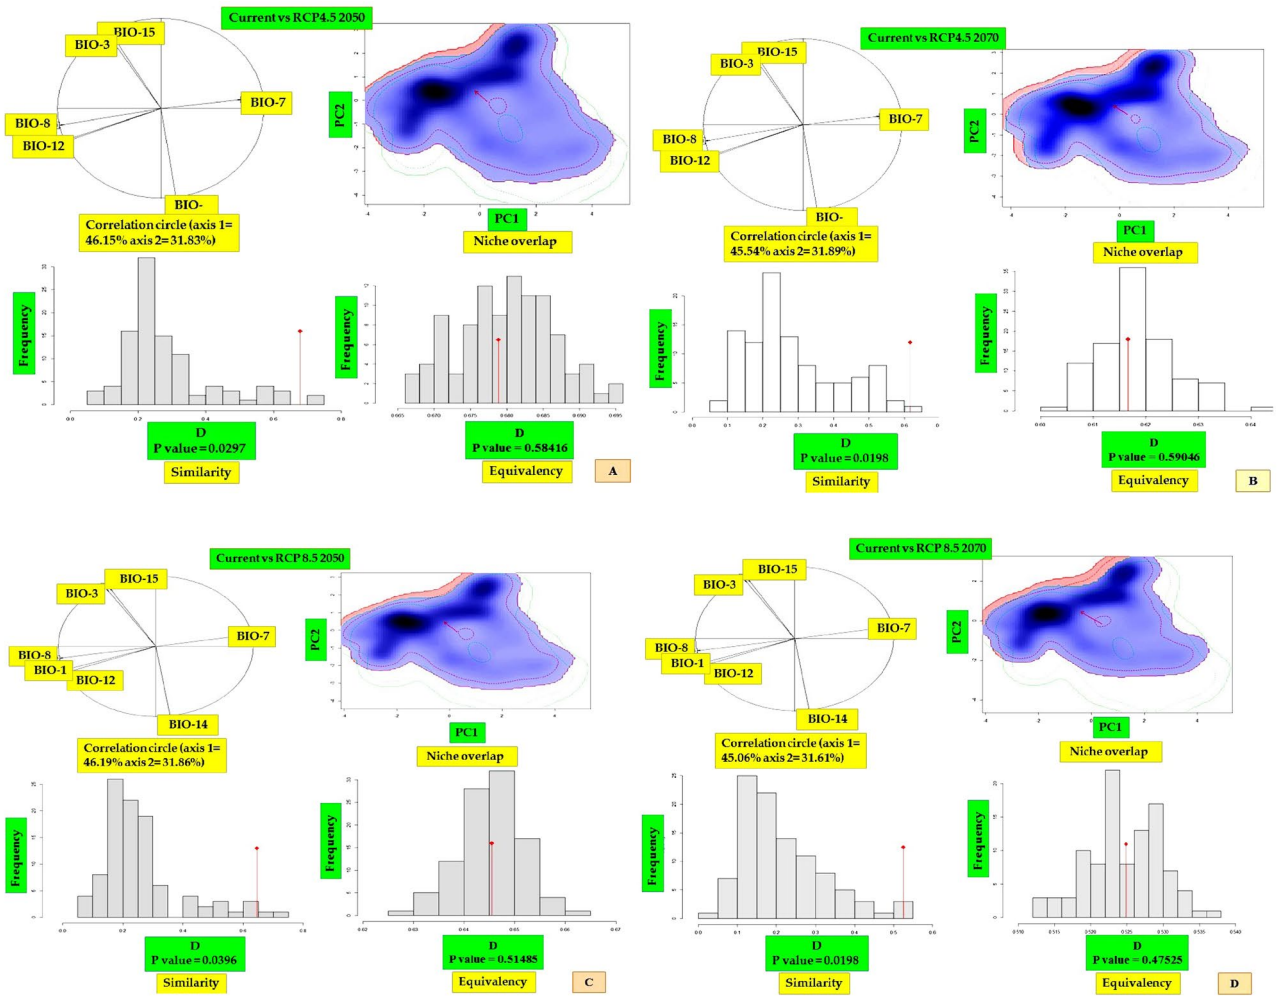 Current vs RCP4.5 2050
BIO-15
BIO-3
BIO-7
BIO-8
BIO-12
BIO-
Correlation circle (axis 1=
46.15% axis 2=31.83%)
PC2
PC1
Niche overlap
Frequency
D
P value = 0.0297
Similarity
Frequency
D
P value = 0.58416
Equivalency
A
Current vs RCP4.5 2070
BIO-15
BIO-3
BIO-7
BIO-8
BIO-12
BIO-
Correlation circle (axis 1=
45.54% axis 2=31.89%)
PC2
PC1
Niche overlap
Frequency
D
P value = 0.0198
Similarity
Frequency
D
P value = 0.59046
Equivalency
B
Current vs RCP 8.5 2050
BIO-15
BIO-3
BIO-7
BIO-8
BIO-1
BIO-12
BIO-14
Correlation circle (axis 1=
46.19% axis 2=31.86%)
PC2
PC1
Niche overlap
Frequency
D
P value = 0.0396
Similarity
Frequency
D
P value = 0.51485
Equivalency
C
Current vs RCP 8.5 2070
BIO-15
BIO-3
BIO-7
BIO-8
BIO-1
BIO-12
BIO-14
Correlation circle (axis 1=
45.06% axis 2=31.61%)
PC2
PC1
Niche overlap
Frequency
D
P value = 0.0198
Similarity
Frequency
D
P value = 0.47525
Equivalency
D